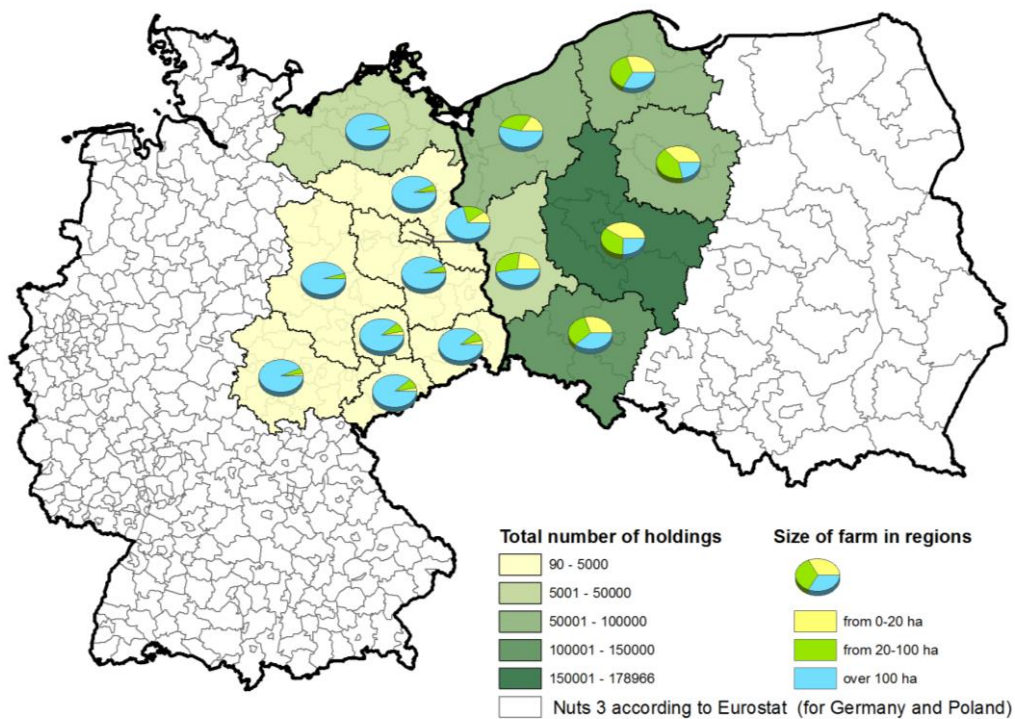 Total number of holdings
90 - 5000
5001 - 50000
50001 - 100000
100001 - 150000
150001 - 178966
Nuts 3 according to Eurostat (for Germany and Poland)
Size of farm in regions
from 0-20 ha
from 20-100 ha
over 100 ha